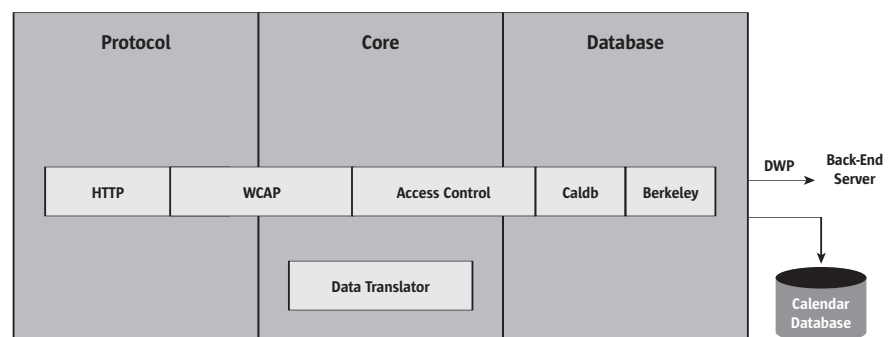 Protocol
Core
Database
HTTP
WCAP
Access Control
Caldb
Berkeley
DWP
Back-End
Server
Data Translator
Calendar
Database